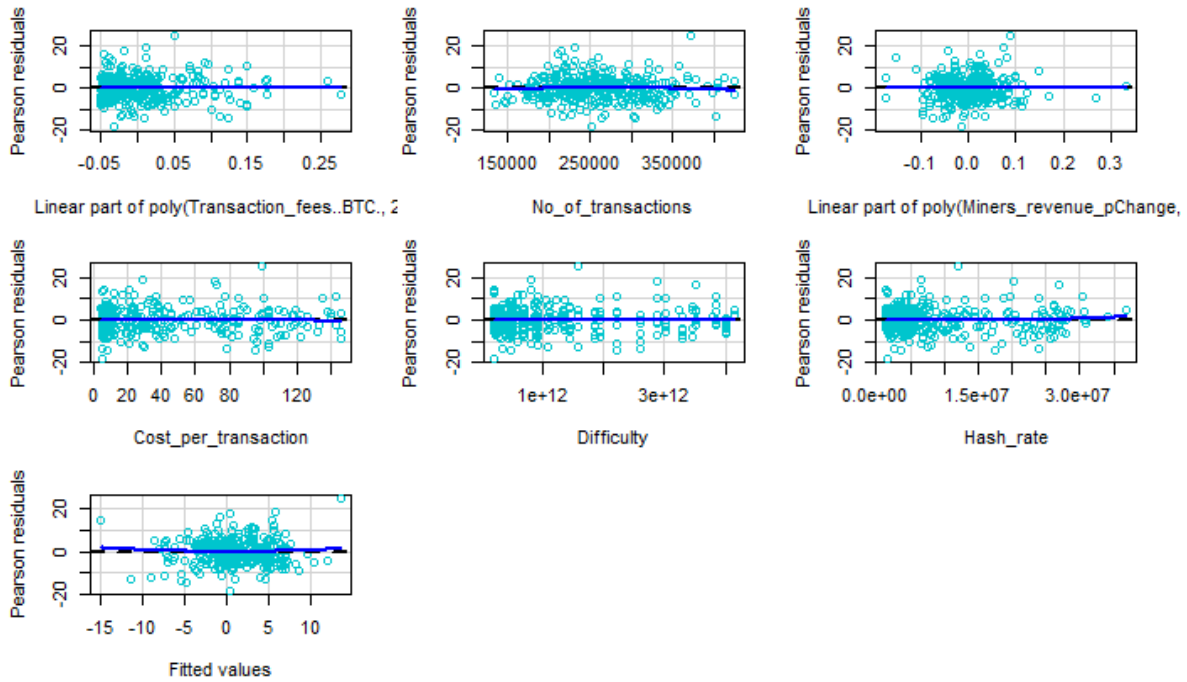 Pearson residuals
20
0
-20
-0.05 0.05 0.15 0.25
Linear part of poly(Transaction_fees..BTC., 2
Pearson residuals
20
0
-20
150000 250000 350000
No_of_transactions
Pearson residuals
20
0
-20
-0.1 0.0 0.1 0.2 0.3
Linear part of poly(Miners_revenue_pChange,
Pearson residuals
20
0
-20
0 20 40 60 80 120
Cost_per_transaction
Pearson residuals
20
0
-20
1e+12 3e+12
Difficulty
Pearson residuals
20
0
-20
0.0e+00 1.5e+07 3.0e+07
Hash_rate
Pearson residuals
20
0
-20
-15 -10 -5 0 5 10
Fitted values